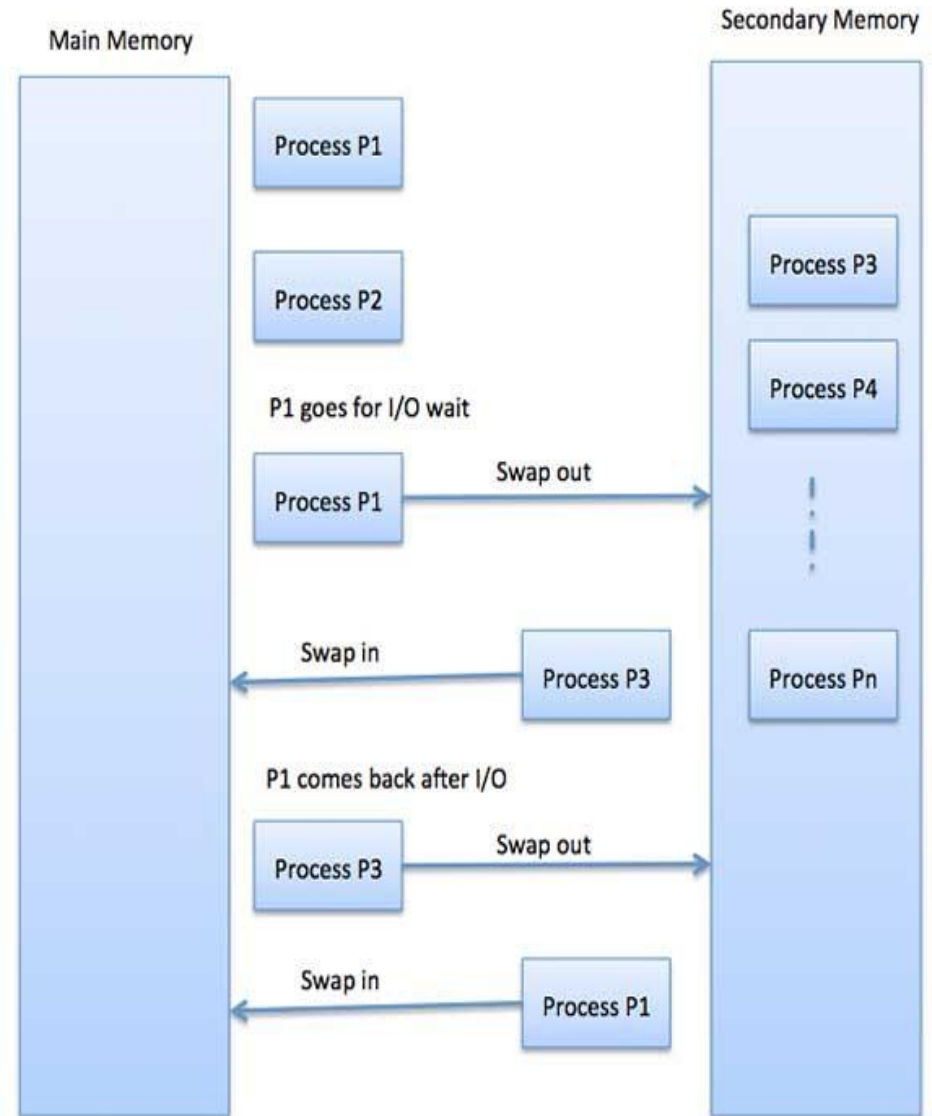 Main Memory
Secondary Memory
Process P1
Process P2
Process P3
Process P4
P1 goes for I/O wait
Process P1
Swap out
Swap in
Process P3
Process Pn
P1 comes back after I/O
Process P3
Swap out
Swap in
Process P1